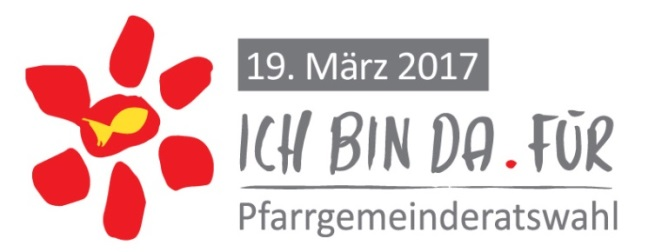 19. März 2017
ICH BIN DA.FÜR
Pfarrgemeinderatswahl